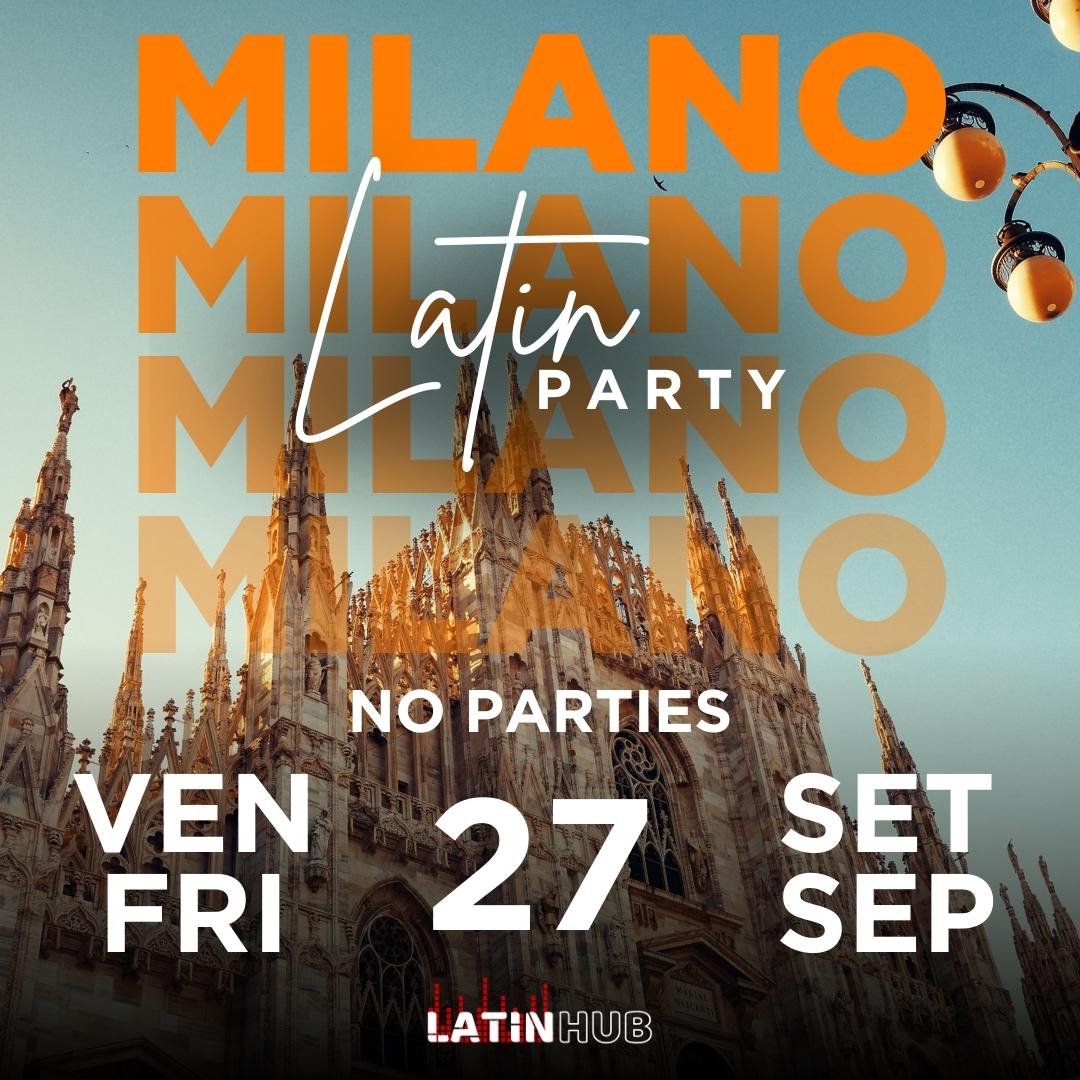 MILANO
MILANO
Latin
PARTY
MILANO
MILANO
NO PARTIES
VEN 27 SET
FRI SEP
LATiNHUB